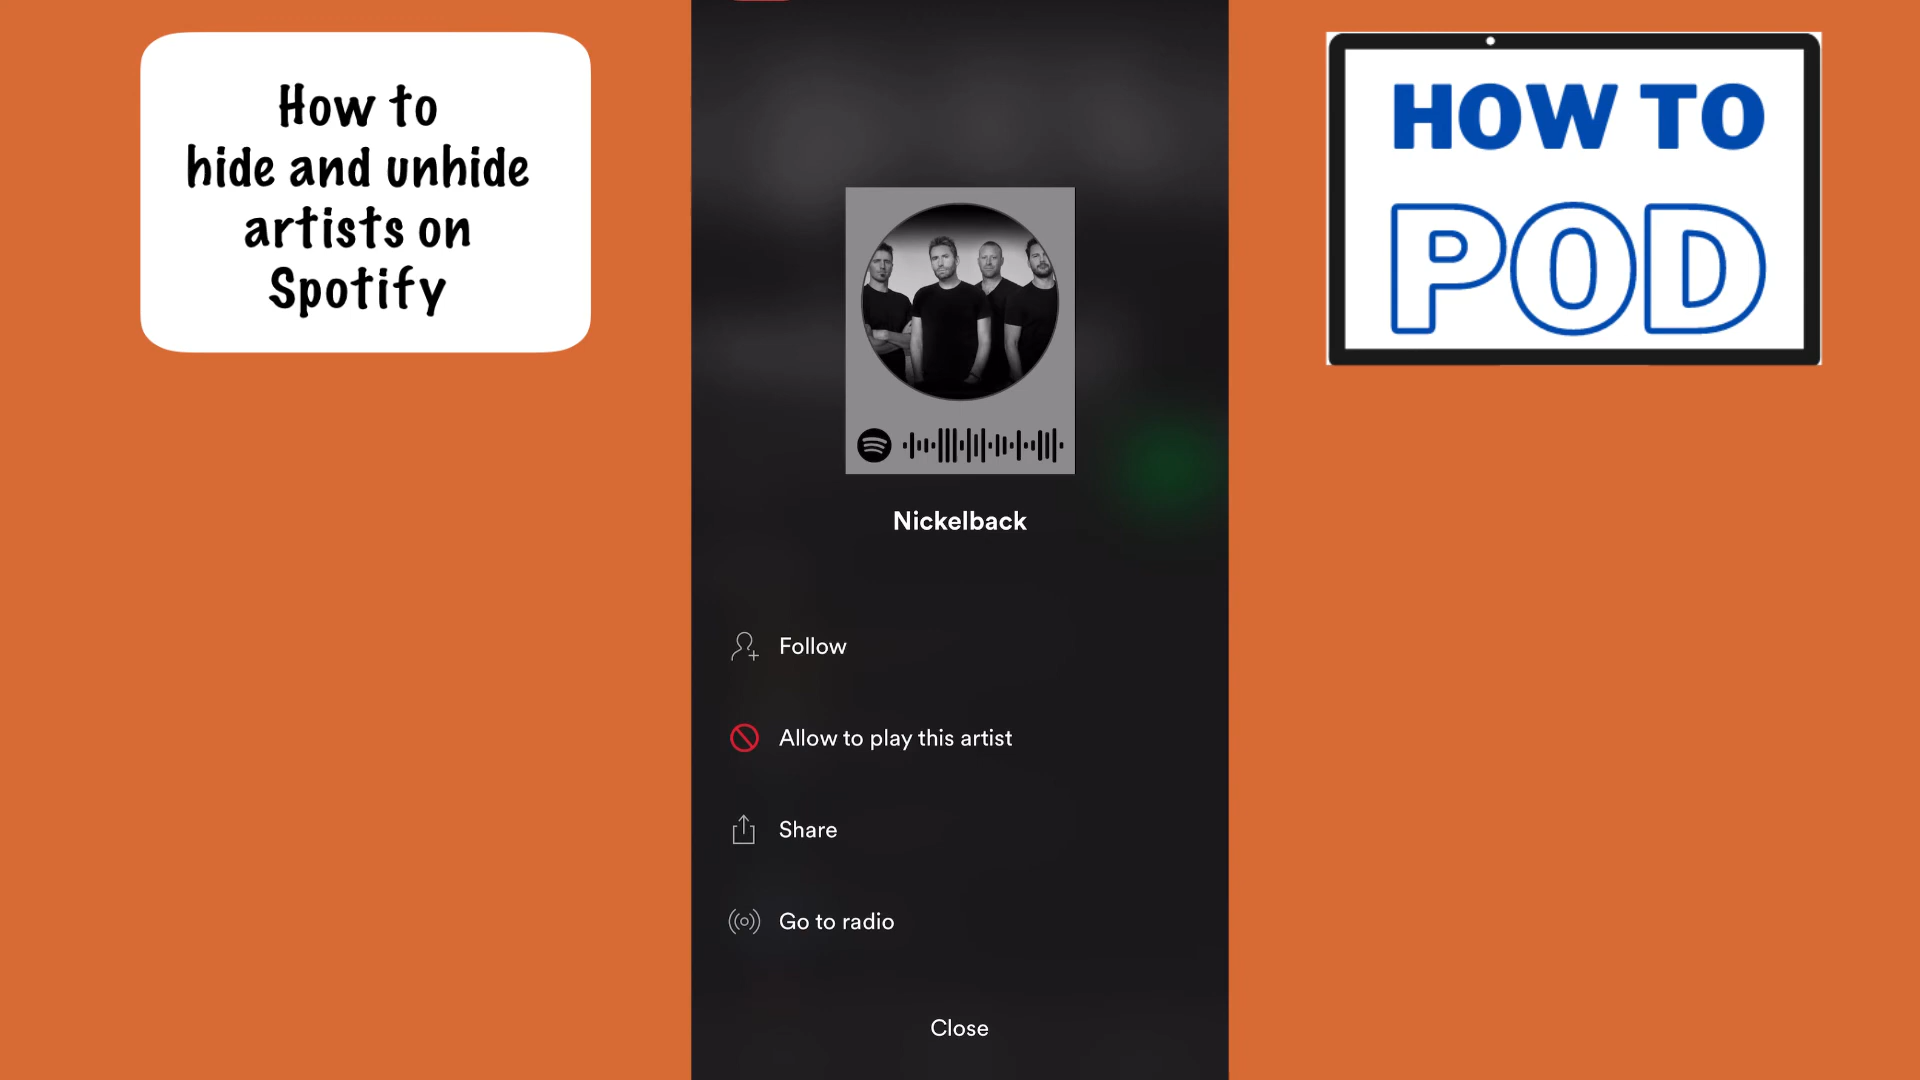 How to
hide and unhide
artists on
Spotify
HOW TO
POD
Nickelback
Follow
Allow to play this artist
Share
Go to radio
Close